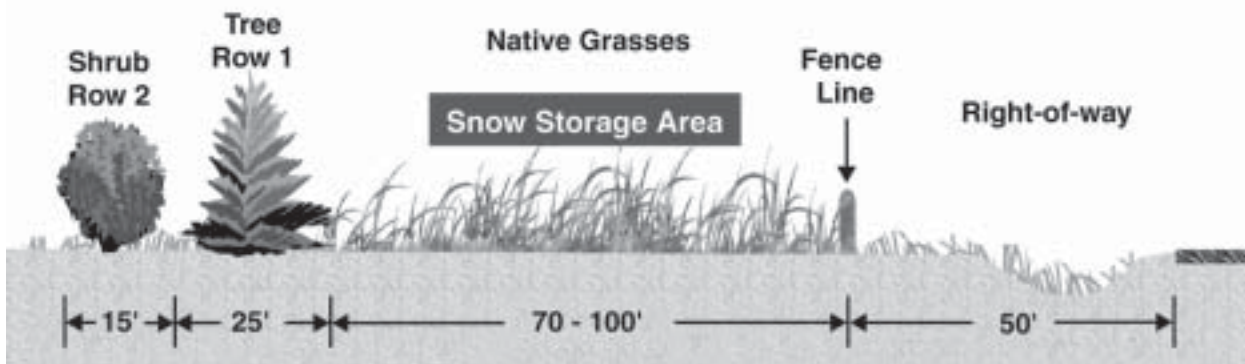 Shrub
Row 2
Tree
Row 1
Native Grasses
Snow Storage Area
Fence
Line
Right-of-way
15'
25'
70 - 100'
50'